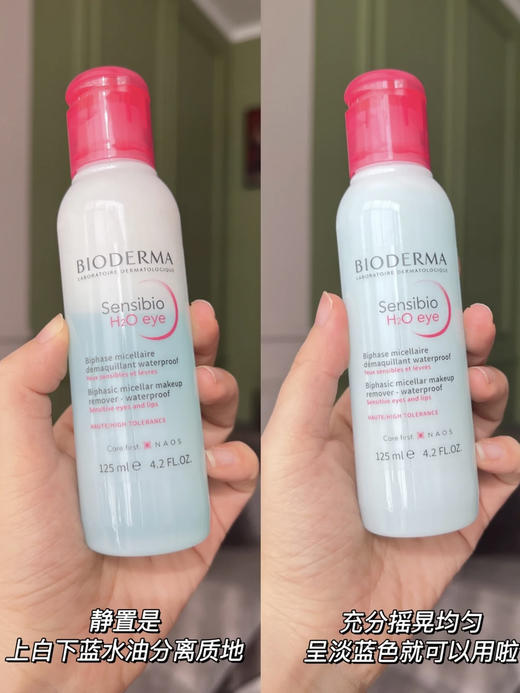 BIODERMA
LABORATOIRE DERMATOLOGIQUE
Sensibio
H2O eye
Biphase micellaire
démaquillant waterproof
Yeux sensibles et lèvres
Biphasic micellar makeup
remover - waterproof
Sensitive eyes and lips
HAUTE/HIGH TOLERANCE
Care first. NAOS
125 ml e 4.2 FL.OZ.
静置是
上白下蓝水油分离质地
BIODERMA
LABORATOIRE DERMATOLOGIQUE
Sensibio
H2O eye
Biphase micellaire
démaquillant waterproof
Yeux sensibles et lèvres
Biphasic micellar makeup
remover - waterproof
Sensitive eyes and lips
HAUTE/HIGH TOLERANCE
Care first. NAOS
125 ml e 4.2 FL.OZ.
充分摇晃均匀
呈淡蓝色就可以用啦